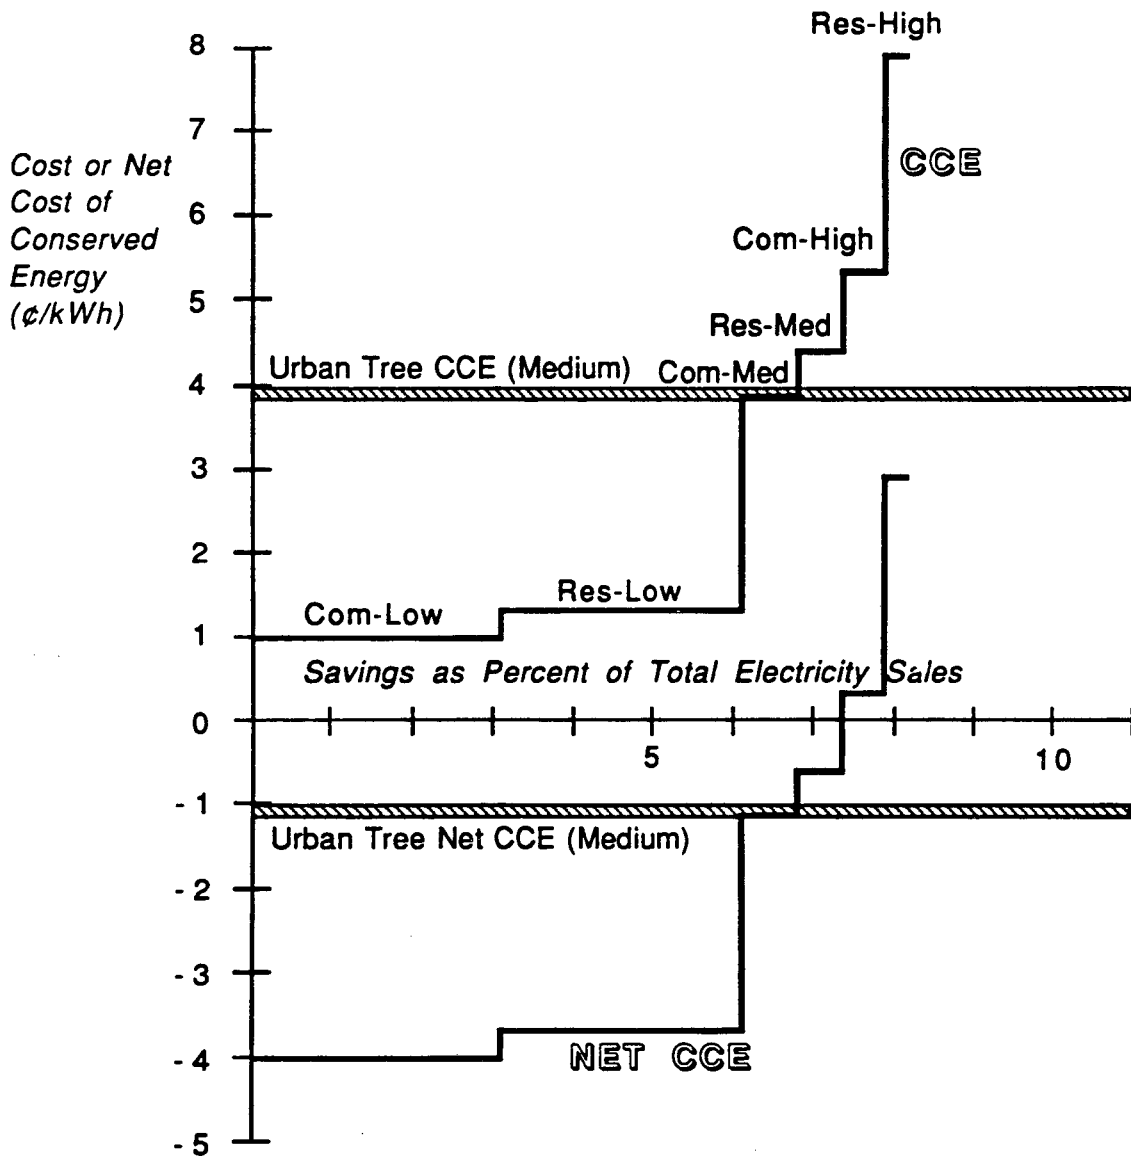 Res-High
8
7
CCE
Cost or Net
Cost of
Conserved
Energy
(¢/kWh)
6
Com-High
5
Res-Med
Urban Tree CCE (Medium)
Com-Med
4
3
2
Res-Low
Com-Low
1
Savings as Percent of Total Electricity Sales
0
5
10
-1
Urban Tree Net CCE (Medium)
-2
-3
-4
NET CCE
-5